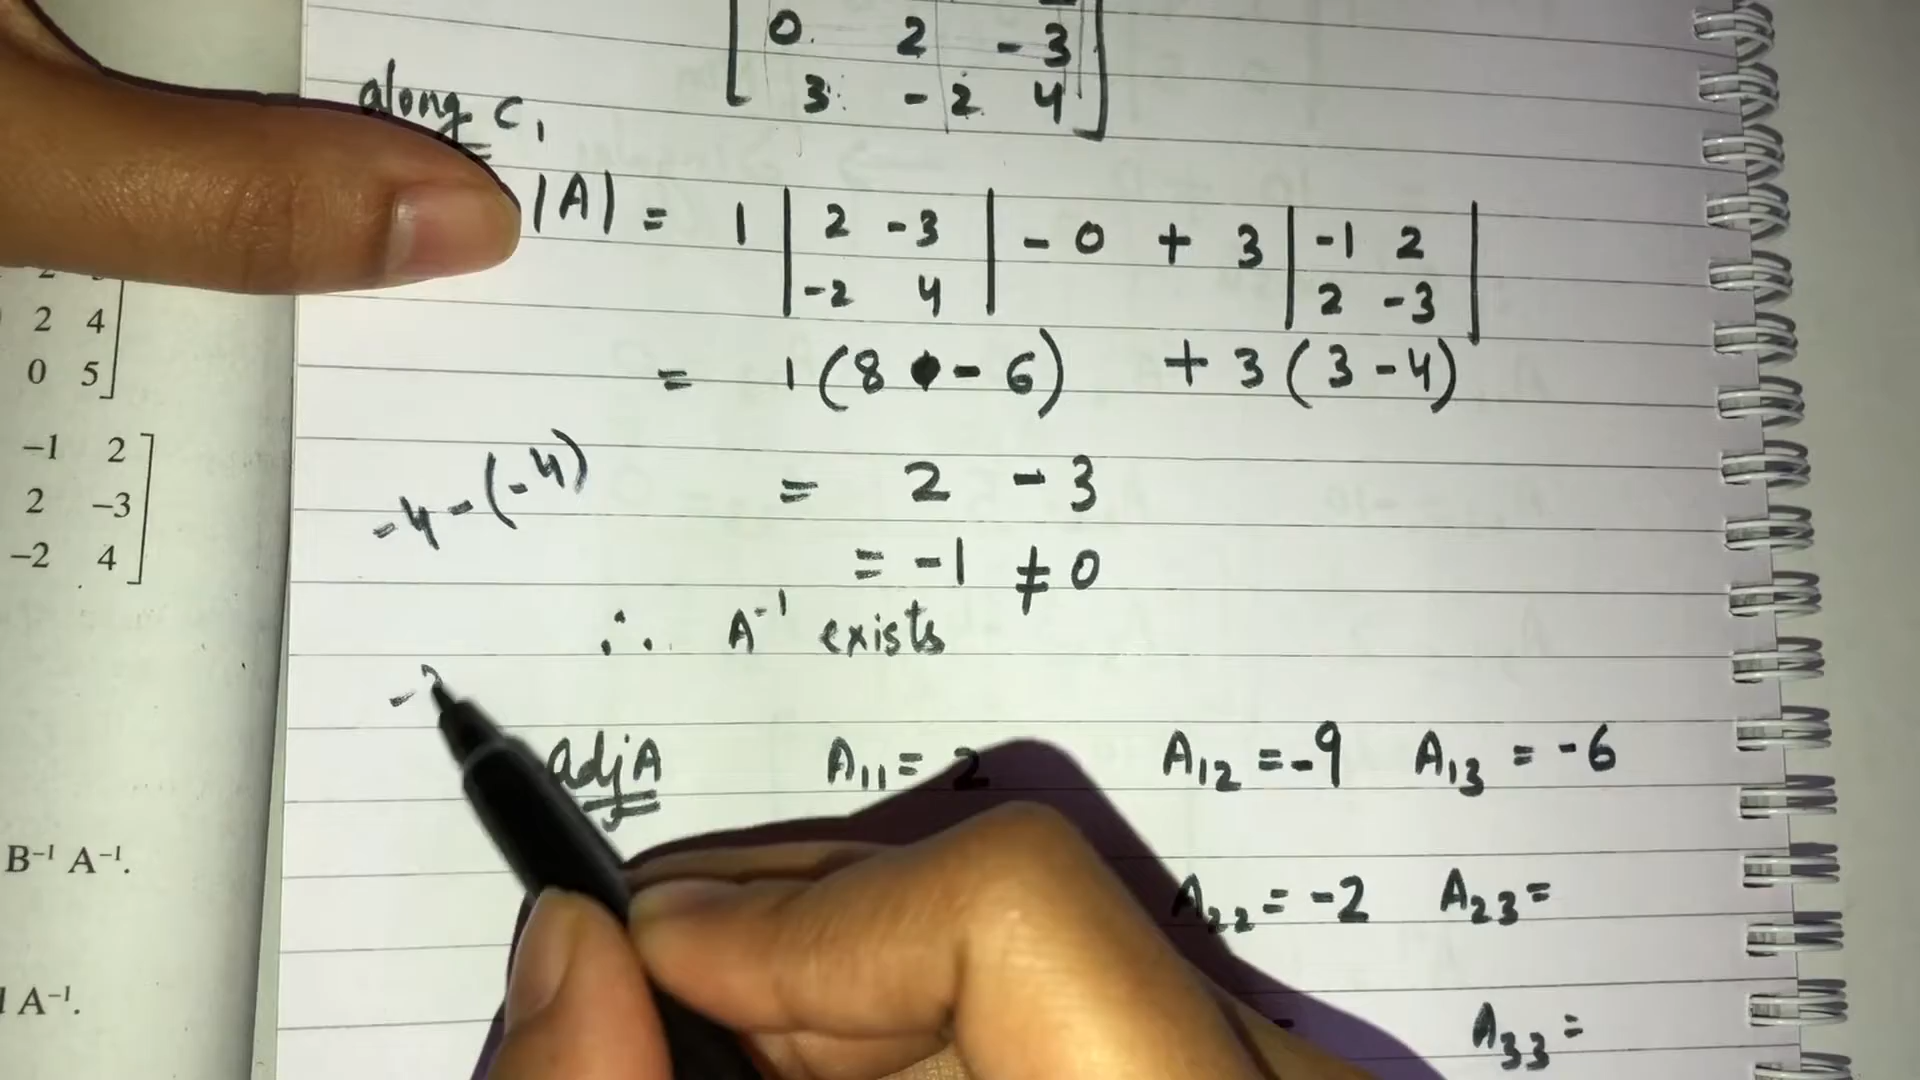 0 2 -3
3 -2 4
along C₁
|A| = 1 | 2 -3 | - 0 + 3 | -1 2 |
-2 4 2 -3
= 1 (8 - 6) + 3 (3 - 4)
-4 - (-4)
= 2 - 3
= -1 ≠ 0
∴ A⁻¹ exists
adjA A₁₁ = 2 A₁₂ = -9 A₁₃ = -6
A₂₂ = -2 A₂₃ =
A₃₃ =
2 4
0 5
-1 2
2 -3
-2 4
B⁻¹ A⁻¹.
A⁻¹.